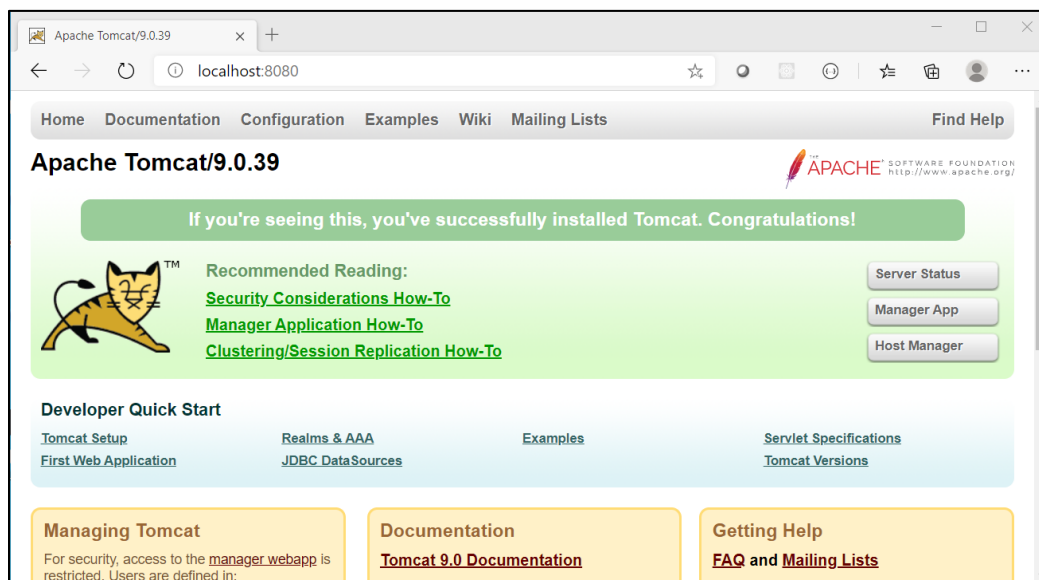 Apache Tomcat/9.0.39
localhost:8080
Home Documentation Configuration Examples Wiki Mailing Lists Find Help
Apache Tomcat/9.0.39
THE APACHE® SOFTWARE FOUNDATION
http://www.apache.org/
If you're seeing this, you've successfully installed Tomcat. Congratulations!
TM
Recommended Reading:
Security Considerations How-To
Manager Application How-To
Clustering/Session Replication How-To
Server Status
Manager App
Host Manager
Developer Quick Start
Tomcat Setup
First Web Application
Realms & AAA
JDBC DataSources
Examples
Servlet Specifications
Tomcat Versions
Managing Tomcat
For security, access to the manager webapp is
restricted. Users are defined in:
Documentation
Tomcat 9.0 Documentation
Getting Help
FAQ and Mailing Lists